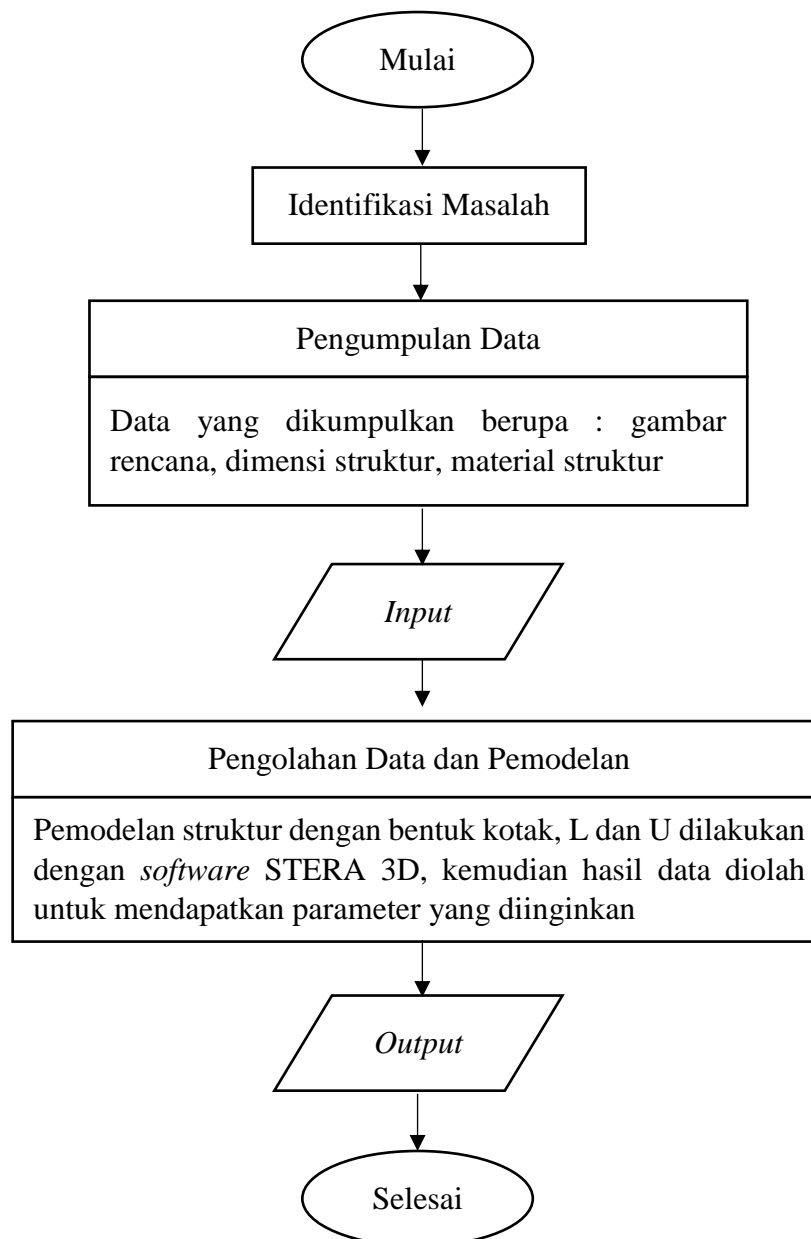 Mulai
Identifikasi Masalah
Pengumpulan Data
Data yang dikumpulkan berupa : gambar
rencana, dimensi struktur, material struktur
Input
Pengolahan Data dan Pemodelan
Pemodelan struktur dengan bentuk kotak, L dan U dilakukan
dengan software STERA 3D, kemudian hasil data diolah
untuk mendapatkan parameter yang diinginkan
Output
Selesai